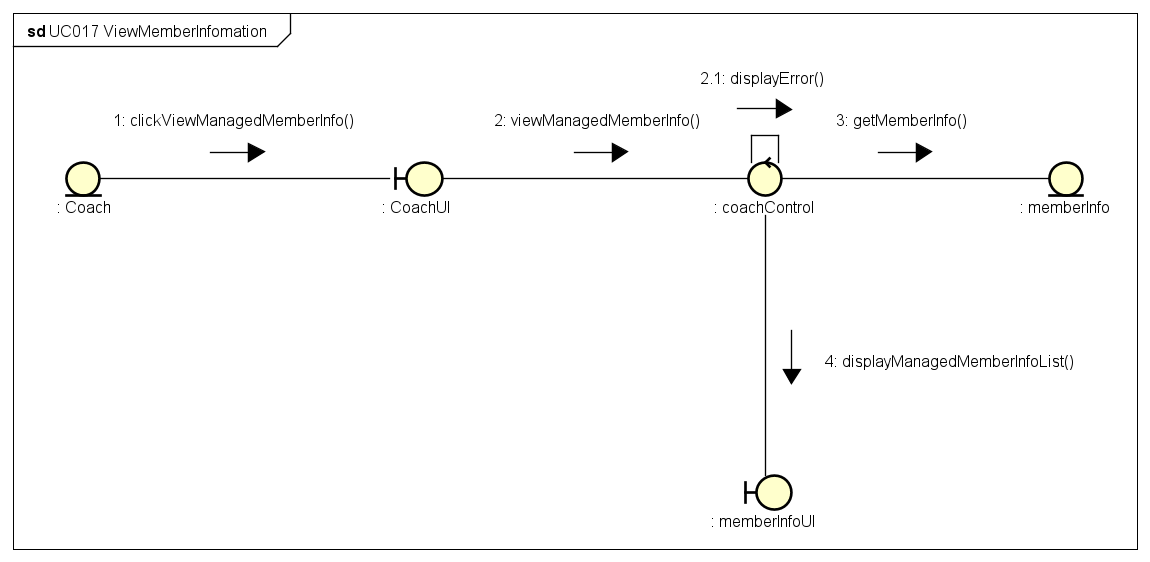 sd UC017 ViewMemberInfomation
2.1: displayError()
1: clickViewManagedMemberInfo()
2: viewManagedMemberInfo()
3: getMemberInfo()
: Coach
: CoachUI
: coachControl
: memberInfo
4: displayManagedMemberInfoList()
: memberInfoUI